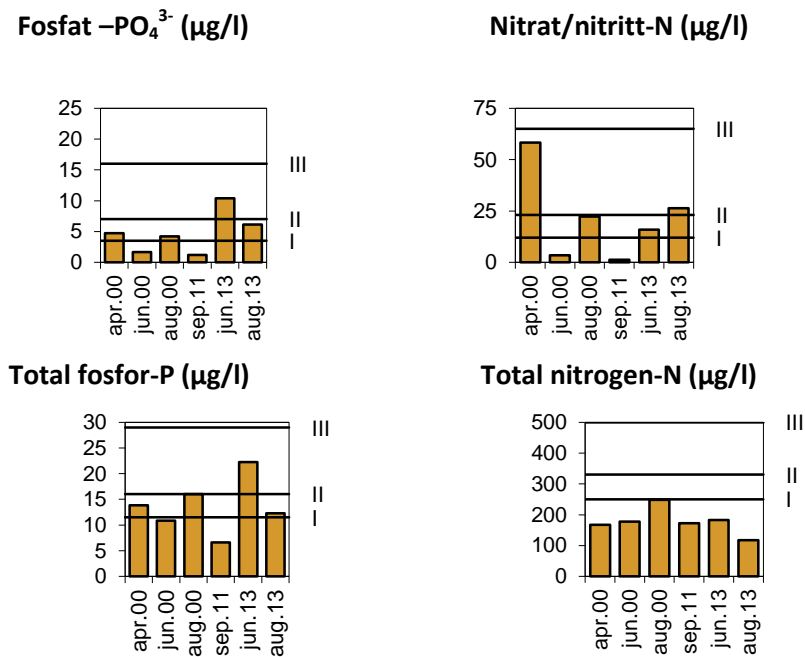 Fosfat –PO₄³⁻ (µg/l)
25
20
15
10
5
0
III
II
I
apr.00
jun.00
aug.00
sep.11
jun.13
aug.13
Nitrat/nitritt-N (µg/l)
75
50
25
0
III
II
I
apr.00
jun.00
aug.00
sep.11
jun.13
aug.13
Total fosfor-P (µg/l)
30
25
20
15
10
5
0
III
II
I
apr.00
jun.00
aug.00
sep.11
jun.13
aug.13
Total nitrogen-N (µg/l)
500
400
300
200
100
0
III
II
I
apr.00
jun.00
aug.00
sep.11
jun.13
aug.13